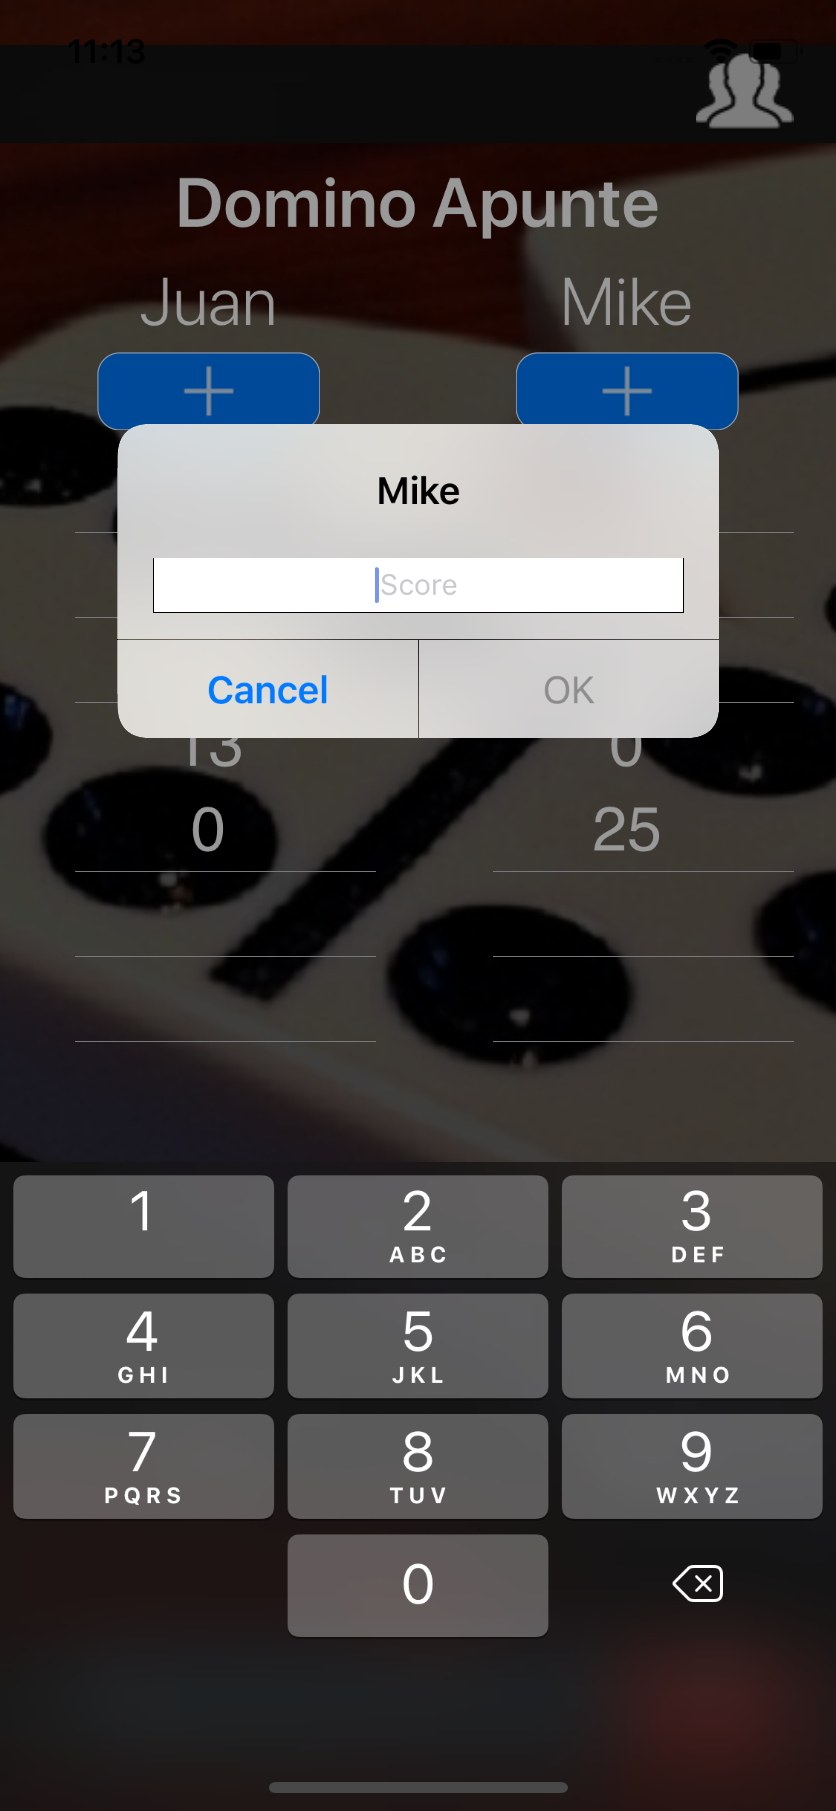 11:13
Domino Apunte
Juan Mike
Mike
Score
Cancel OK
13 0
0 25
1 2 3
ABC DEF
4 5 6
GHI JKL MNO
7 8 9
PQRS TUV WXYZ
0